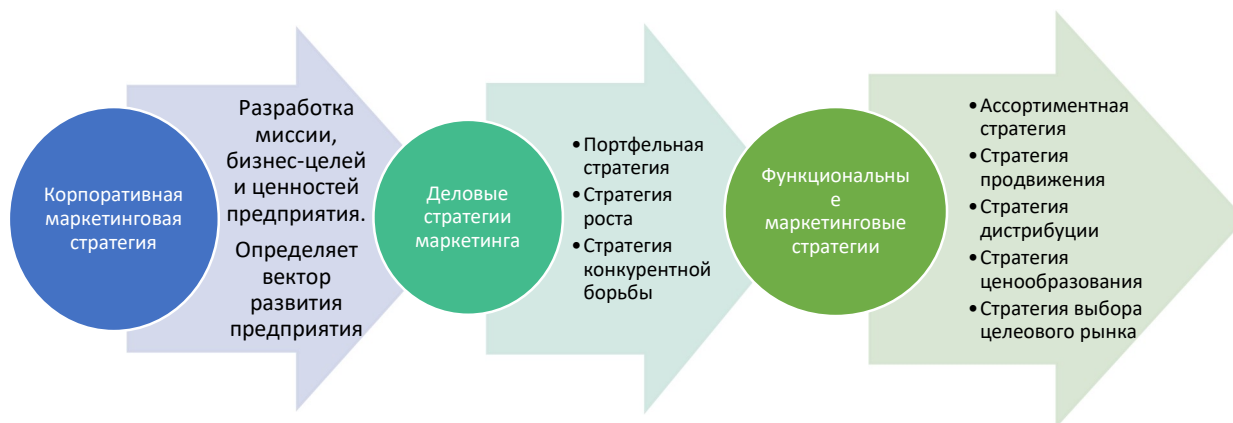 Корпоративная
маркетинговая
стратегия
Разработка
миссии,
бизнес-целей
и ценностей
предприятия.
Определяет
вектор
развития
предприятия
Деловые
стратегии
маркетинга
•Портфельная
стратегия
•Стратегия
роста
•Стратегия
конкурентной
борьбы
Функциональны
е
маркетинговые
стратегии
•Ассортиментная
стратегия
•Стратегия
продвижения
•Стратегия
дистрибуции
•Стратегия
ценообразования
•Стратегия выбора
целеового рынка